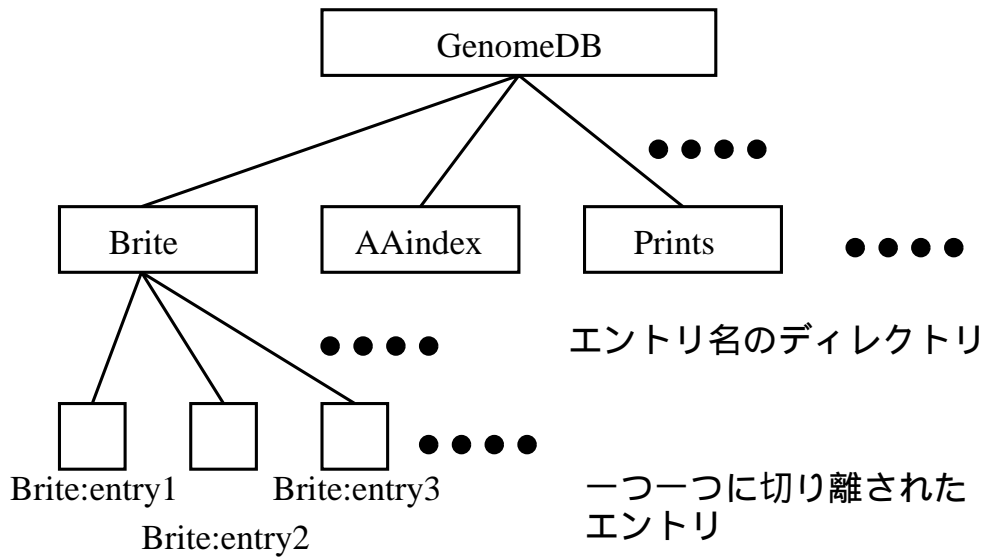 GenomeDB
Brite
AAindex
Prints
エントリ名のディレクトリ
Brite:entry1
Brite:entry3
Brite:entry2
一つ一つに切り離された
エントリ